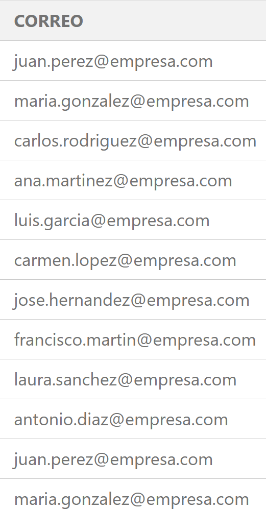 CORREO
juan.perez@empresa.com
maria.gonzalez@empresa.com
carlos.rodriguez@empresa.com
ana.martinez@empresa.com
luis.garcia@empresa.com
carmen.lopez@empresa.com
jose.hernandez@empresa.com
francisco.martin@empresa.com
laura.sanchez@empresa.com
antonio.diaz@empresa.com
juan.perez@empresa.com
maria.gonzalez@empresa.com